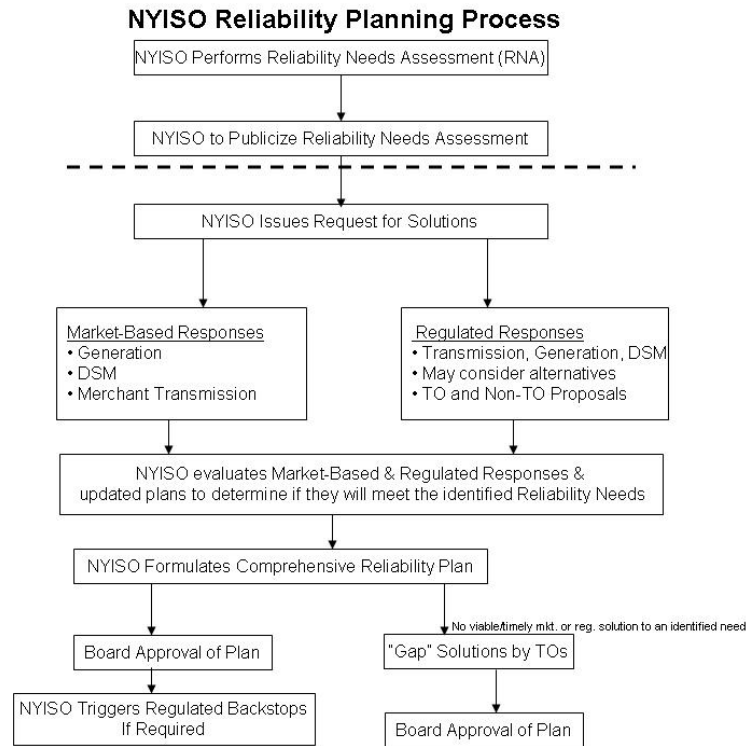 NYISO Reliability Planning Process
NYISO Performs Reliability Needs Assessment (RNA)
NYISO to Publicize Reliability Needs Assessment
NYISO Issues Request for Solutions
Market-Based Responses
• Generation
• DSM
• Merchant Transmission
Regulated Responses
• Transmission, Generation, DSM
• May consider alternatives
• TO and Non-TO Proposals
NYISO evaluates Market-Based & Regulated Responses &
updated plans to determine if they will meet the identified Reliability Needs
NYISO Formulates Comprehensive Reliability Plan
No viable/timely mkt. or reg. solution to an identified need
Board Approval of Plan
"Gap" Solutions by TOs
NYISO Triggers Regulated Backstops
If Required
Board Approval of Plan